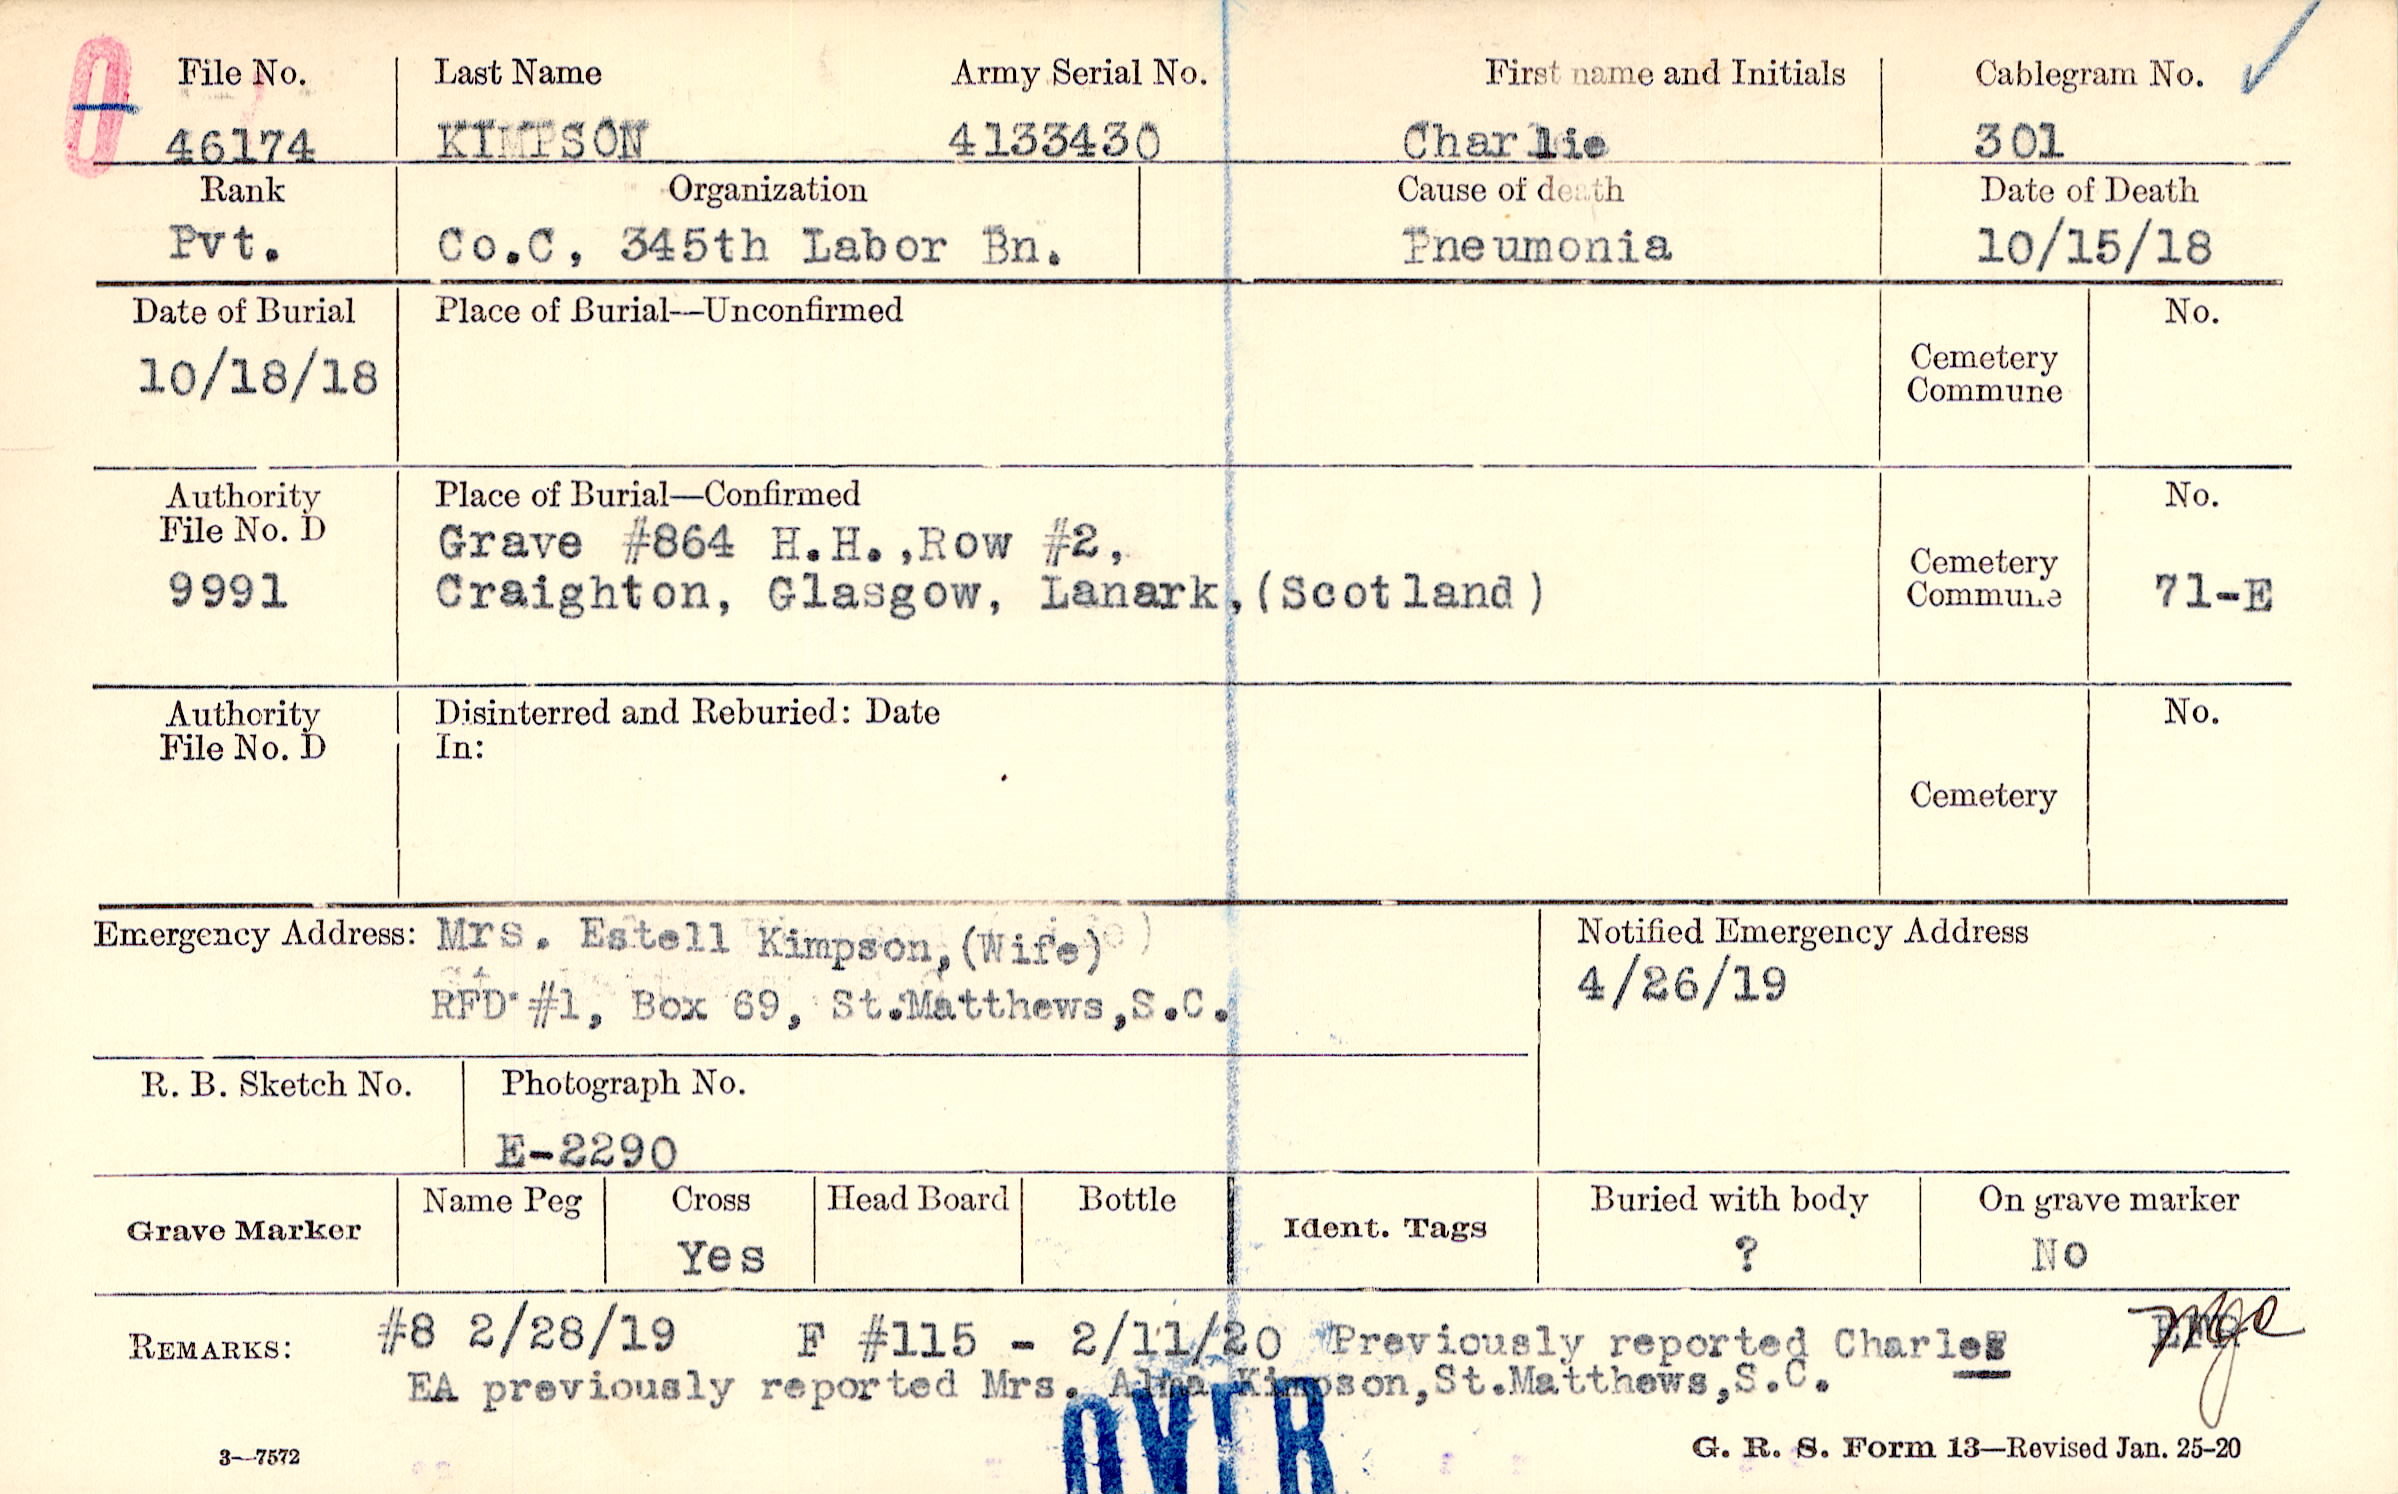 File No. Last Name Army Serial No. First name and Initials Cablegram No.
46174 KIMPSON 4133430 Charlie 301
Rank Organization Cause of death Date of Death
Pvt. Co.C, 345th Labor Bn. Pneumonia 10/15/18
Date of Burial Place of Burial—Unconfirmed No.
10/18/18 Cemetery
Commune
Authority Place of Burial—Confirmed No.
File No. D Grave #864 H.H.,Row #2,
9991 Craighton, Glasgow, Lanark,(Scotland) Cemetery
Commune 71-E
Authority Disinterred and Reburied: Date No.
File No. D In:
Cemetery
Emergency Address: Mrs. Estell Kimpson,(Wife) Notified Emergency Address
RFD #1, Box 69, St.Matthews,S.C. 4/26/19
R. B. Sketch No. Photograph No.
E-2290
Grave Marker Name Peg Cross Head Board Bottle Ident. Tags Buried with body On grave marker
Yes ? No
REMARKS: #8 2/28/19 F #115 - 2/11/20 Previously reported Charles
EA previously reported Mrs. Alma Kimpson,St.Matthews,S.C.
OVER
3—7572 G. R. S. Form 13—Revised Jan. 25-20